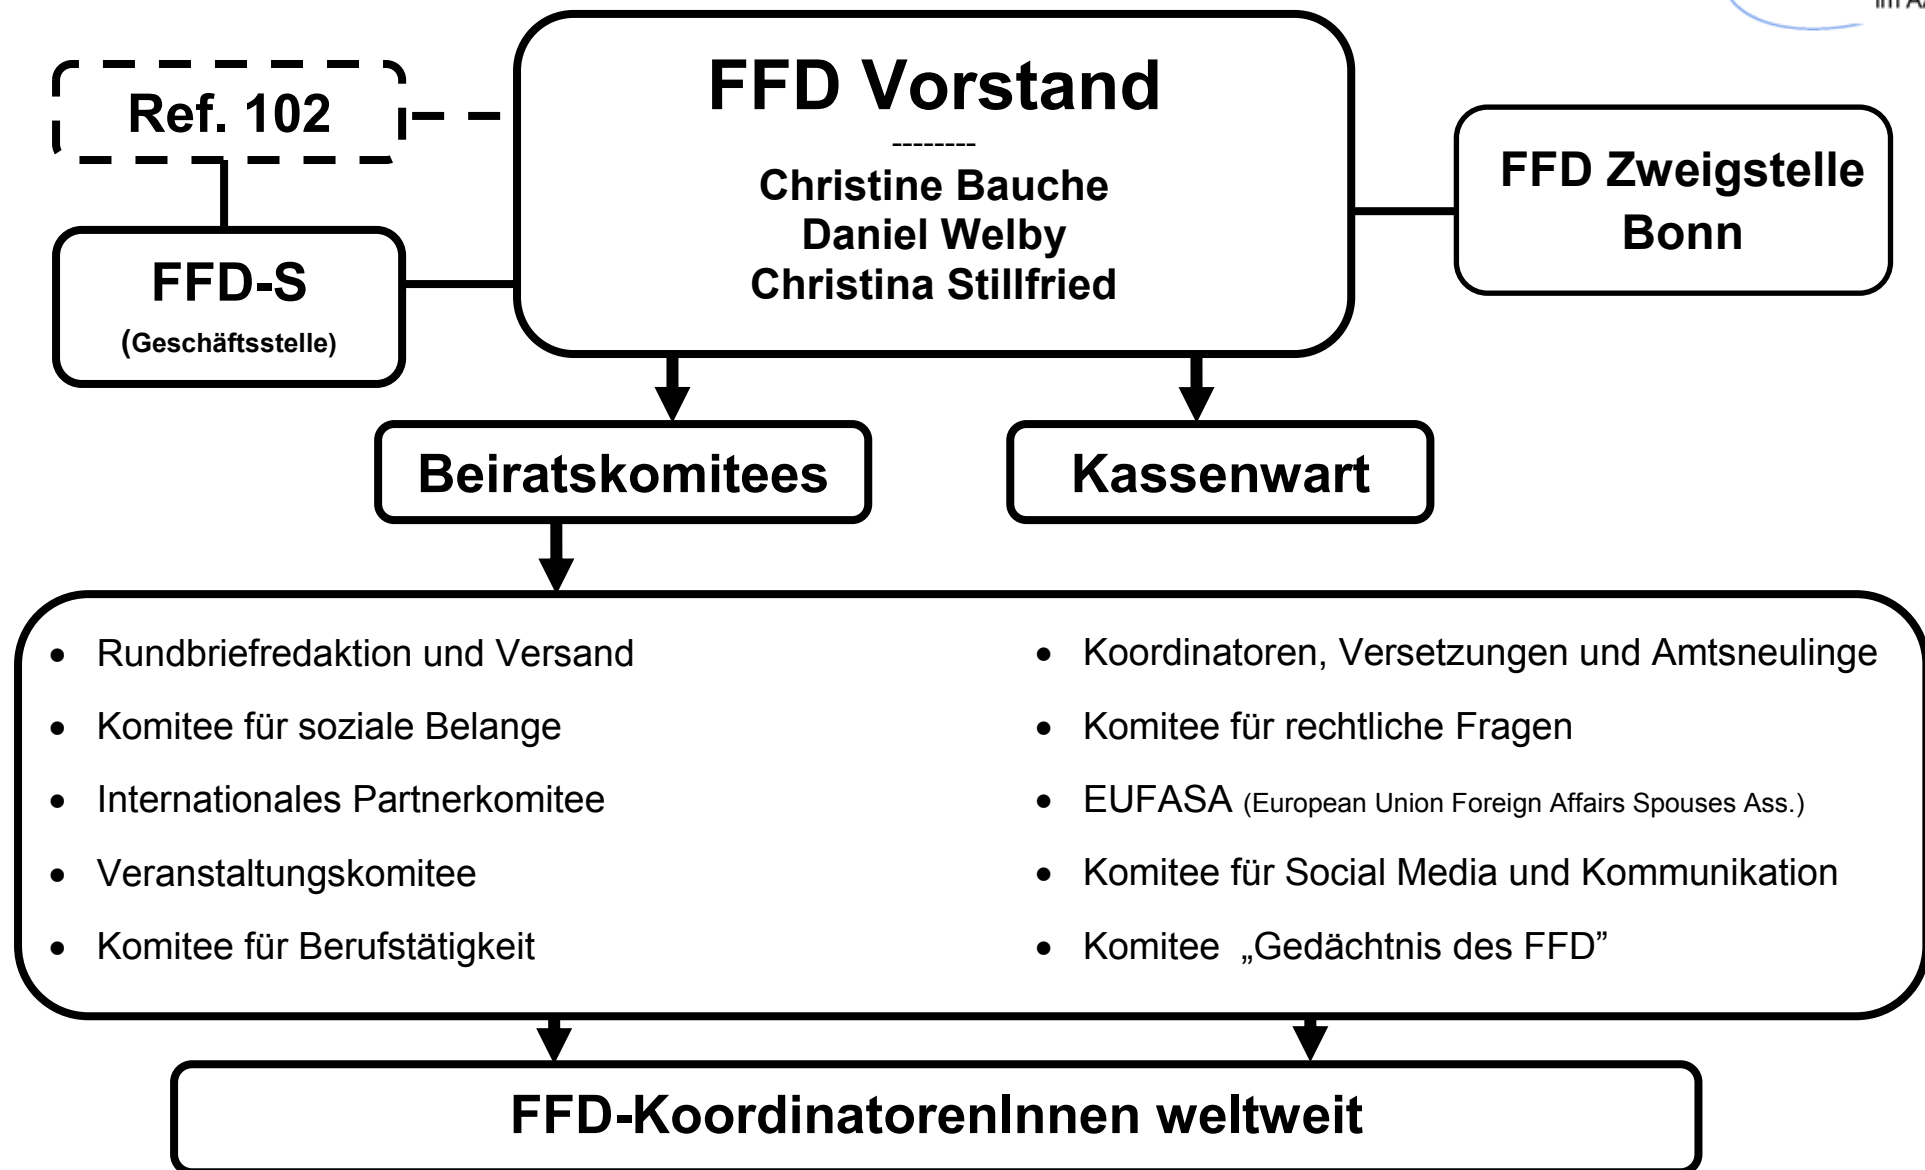 im AA
Ref. 102
FFD Vorstand
--------
Christine Bauche
Daniel Welby
Christina Stillfried
FFD Zweigstelle
Bonn
FFD-S
(Geschäftsstelle)
Beiratskomitees
Kassenwart
• Rundbriefredaktion und Versand
• Komitee für soziale Belange
• Internationales Partnerkomitee
• Veranstaltungskomitee
• Komitee für Berufstätigkeit
• Koordinatoren, Versetzungen und Amtsneulinge
• Komitee für rechtliche Fragen
• EUFASA (European Union Foreign Affairs Spouses Ass.)
• Komitee für Social Media und Kommunikation
• Komitee „Gedächtnis des FFD”
FFD-KoordinatorenInnen weltweit